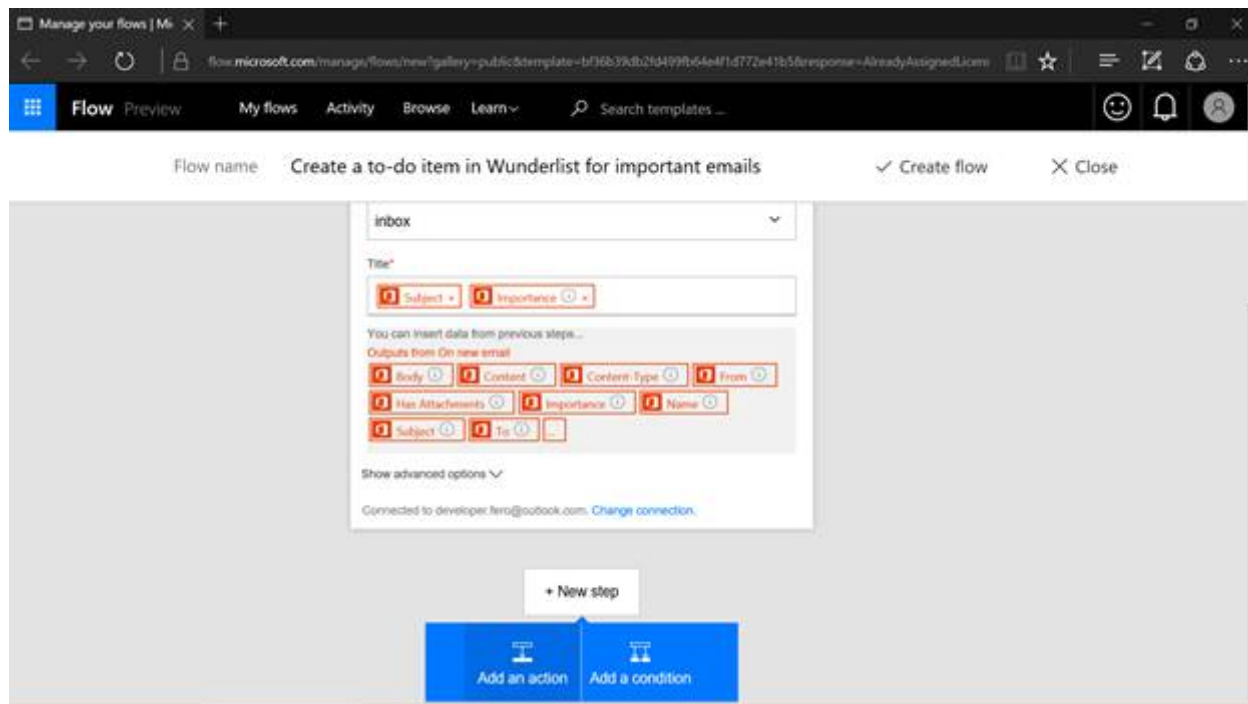 Manage your flows | Mi
flow.microsoft.com/manage/flows/new?gallery=public&template=bf36b39db2fd499fb64e4f1d772e41b5&response=AlreadyAssignedLicens
Flow Preview My flows Activity Browse Learn Search templates ...
Flow name Create a to-do item in Wunderlist for important emails Create flow Close
inbox
Title*
Subject × Importance ×
You can insert data from previous steps...
Outputs from On new email
Body Content Content-Type From
Has Attachments Importance Name
Subject To ...
Show advanced options
Connected to developer.fero@outlook.com. Change connection.
+ New step
Add an action Add a condition